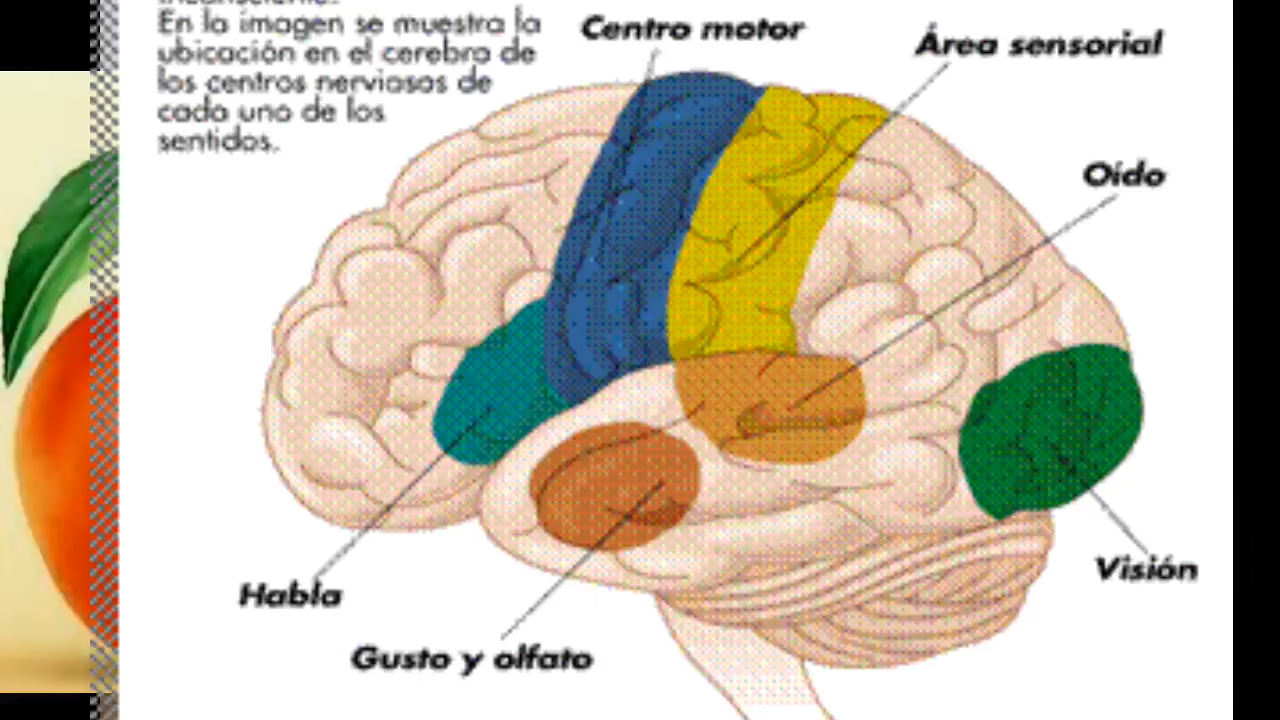 inconsciente.
En la imagen se muestra la
ubicación en el cerebro de
los centros nerviosos de
cada uno de los
sentidos.
Centro motor
Área sensorial
Oído
Habla
Visión
Gusto y olfato